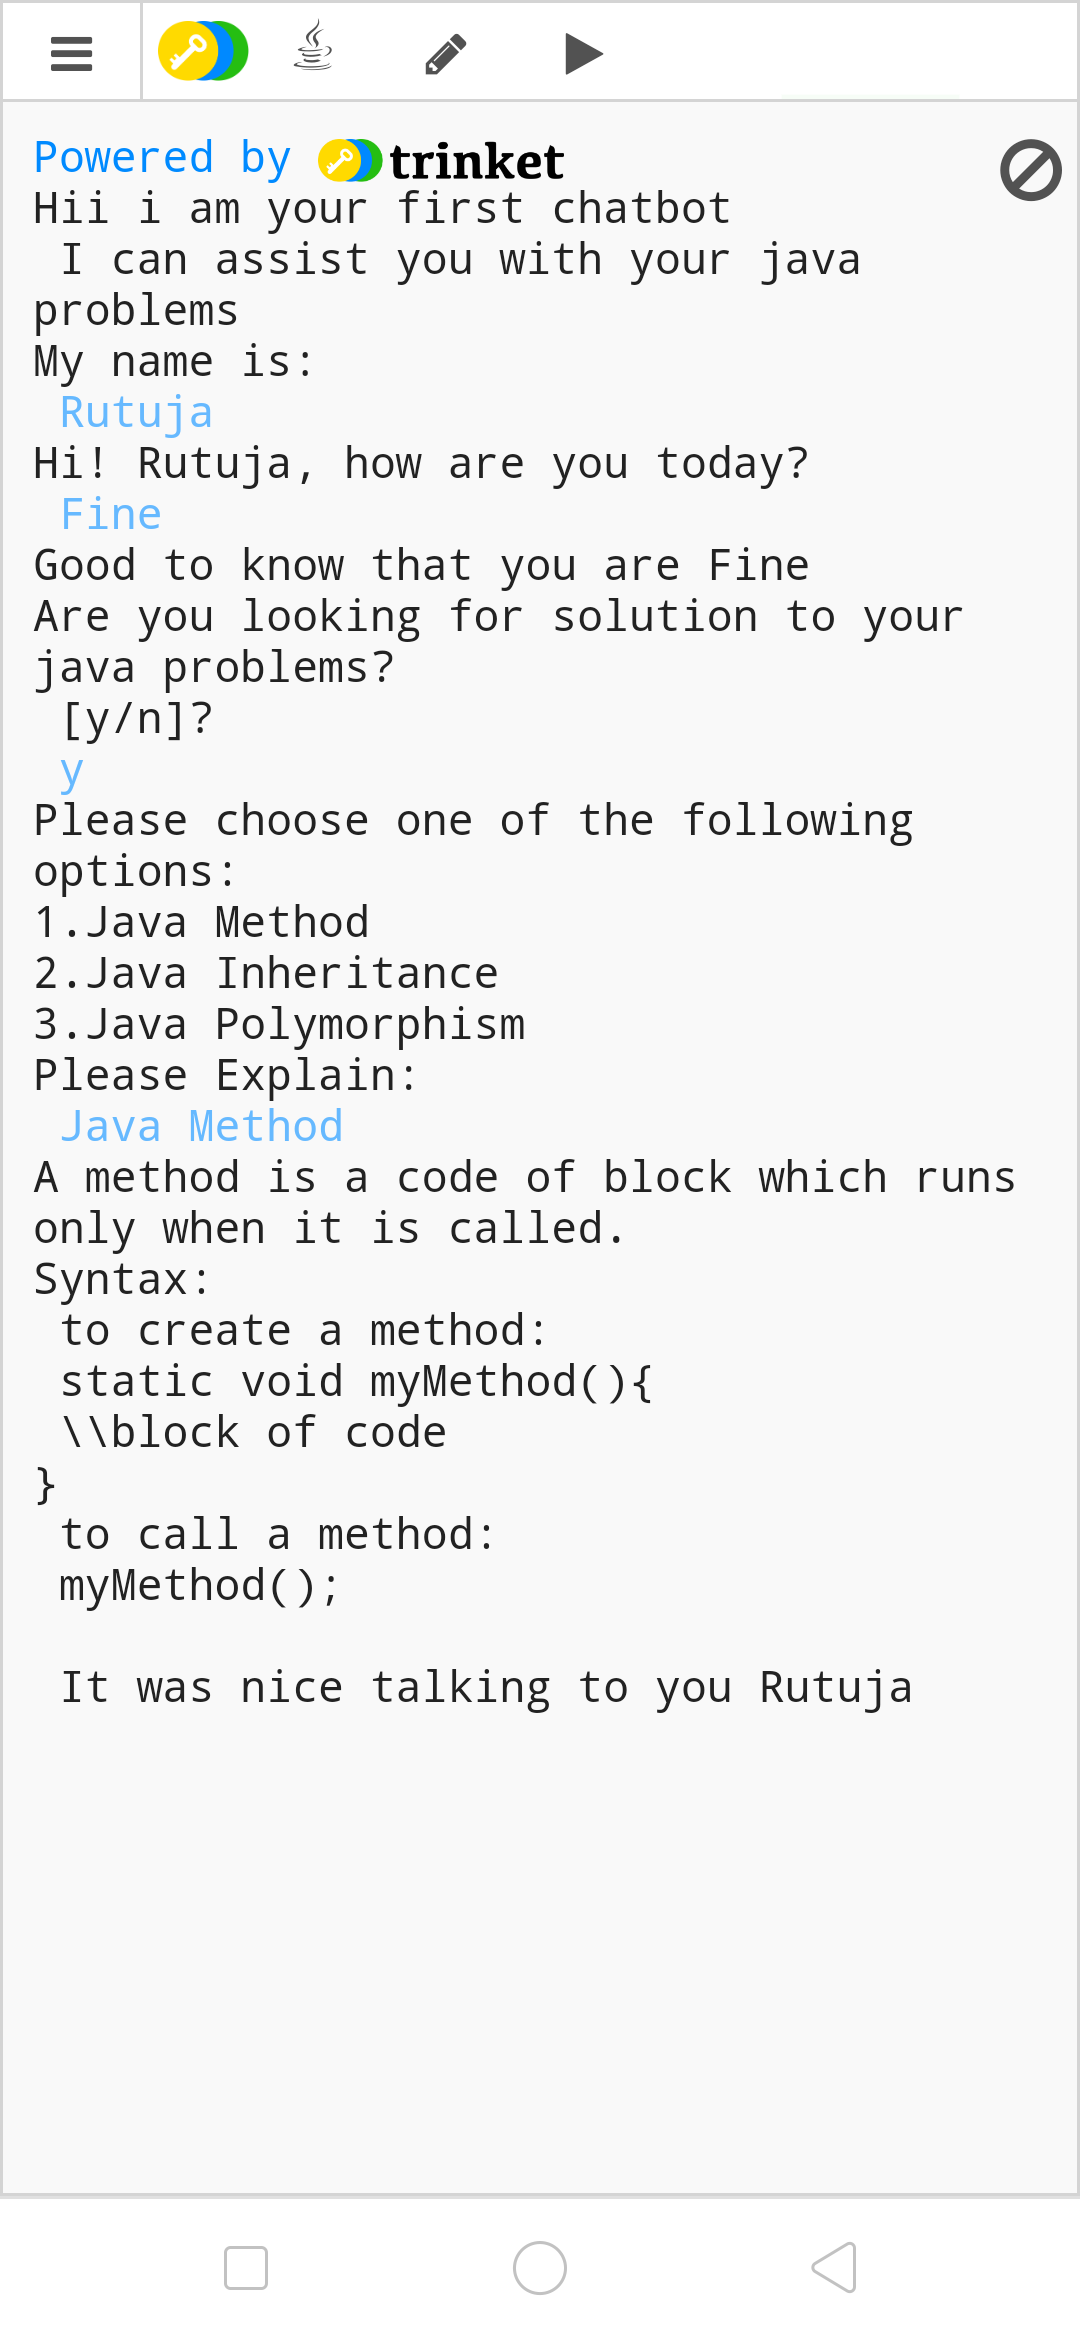 Powered by trinket
Hii i am your first chatbot
I can assist you with your java
problems
My name is:
Rutuja
Hi! Rutuja, how are you today?
Fine
Good to know that you are Fine
Are you looking for solution to your
java problems?
[y/n]?
y
Please choose one of the following
options:
1.Java Method
2.Java Inheritance
3.Java Polymorphism
Please Explain:
Java Method
A method is a code of block which runs
only when it is called.
Syntax:
to create a method:
static void myMethod(){
\\block of code
}
to call a method:
myMethod();
It was nice talking to you Rutuja